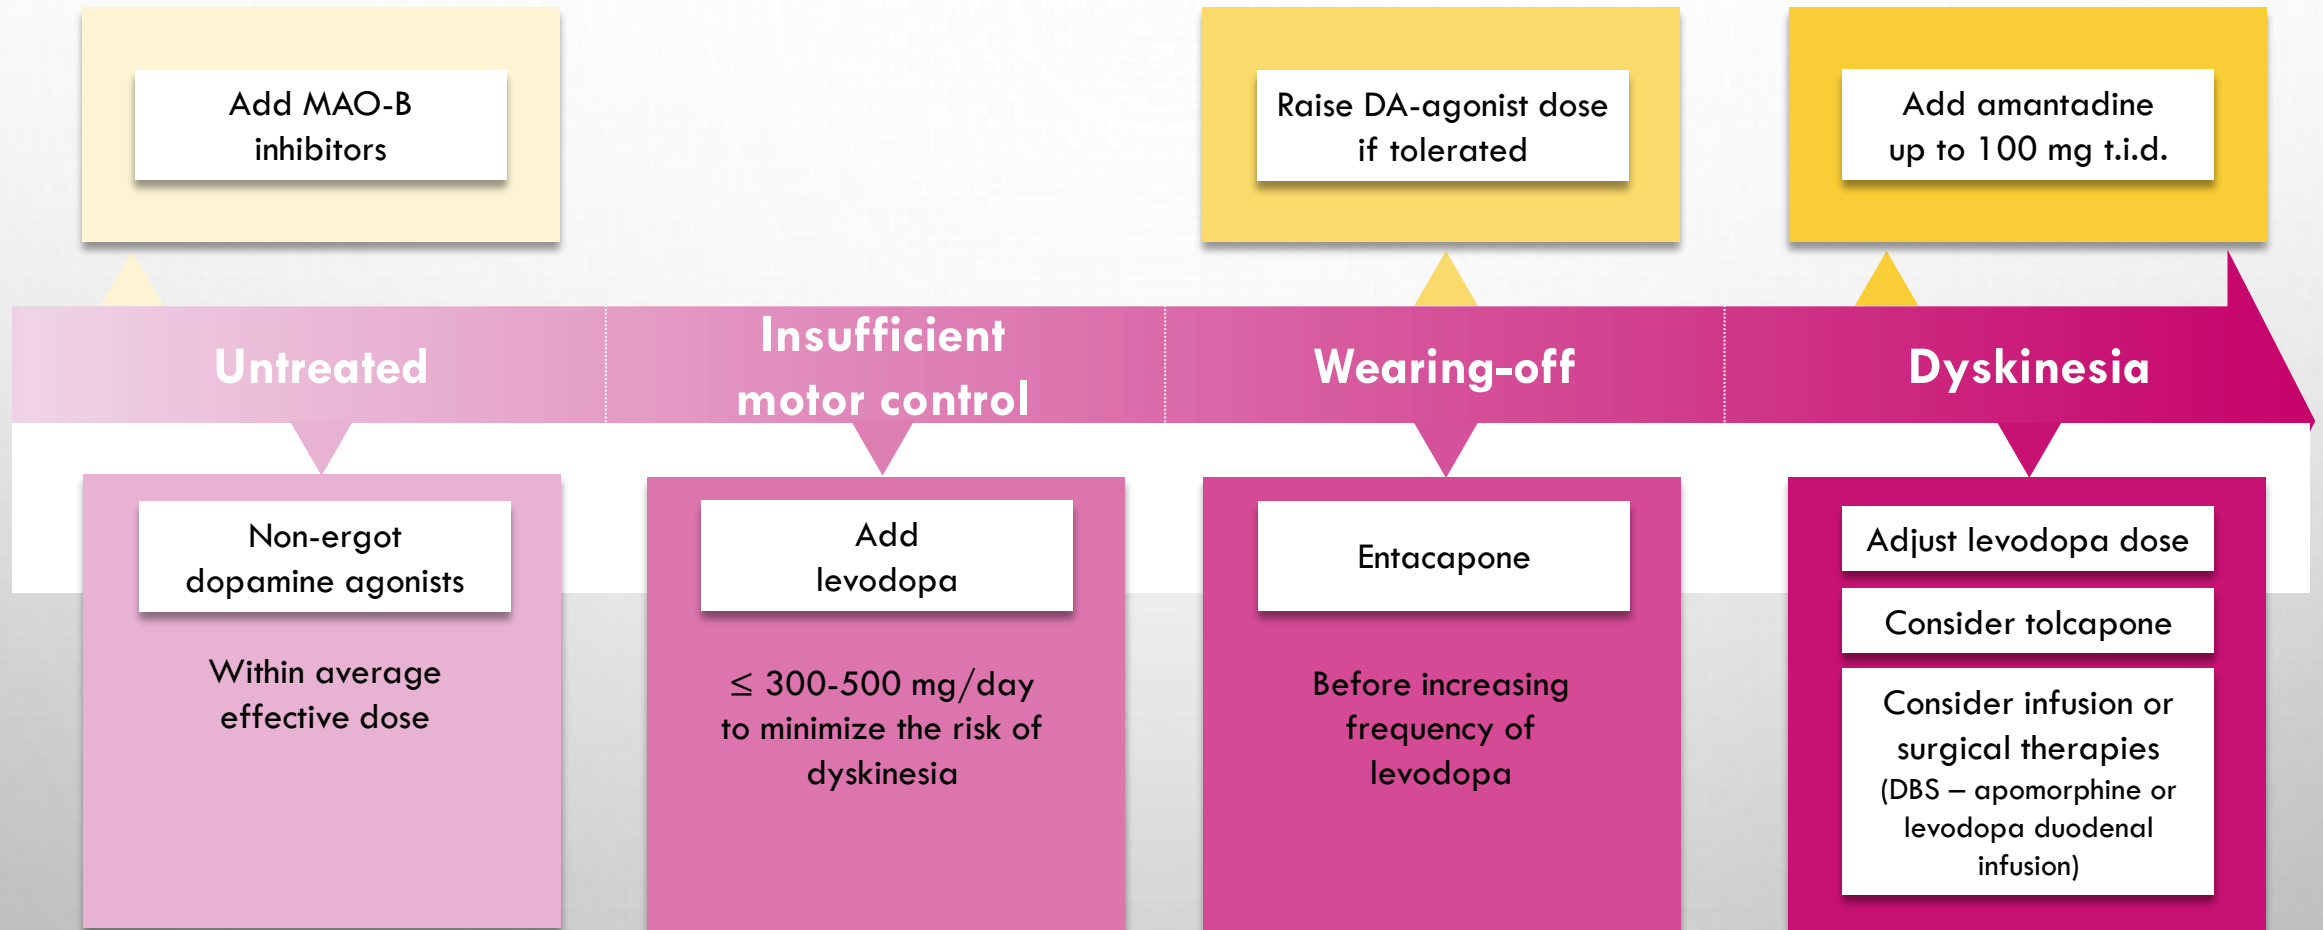 Add MAO-B
inhibitors
Raise DA-agonist dose
if tolerated
Add amantadine
up to 100 mg t.i.d.
Untreated
Insufficient
motor control
Wearing-off
Dyskinesia
Non-ergot
dopamine agonists
Within average
effective dose
Add
levodopa
≤ 300-500 mg/day
to minimize the risk of
dyskinesia
Entacapone
Before increasing
frequency of
levodopa
Adjust levodopa dose
Consider tolcapone
Consider infusion or
surgical therapies
(DBS – apomorphine or
levodopa duodenal
infusion)